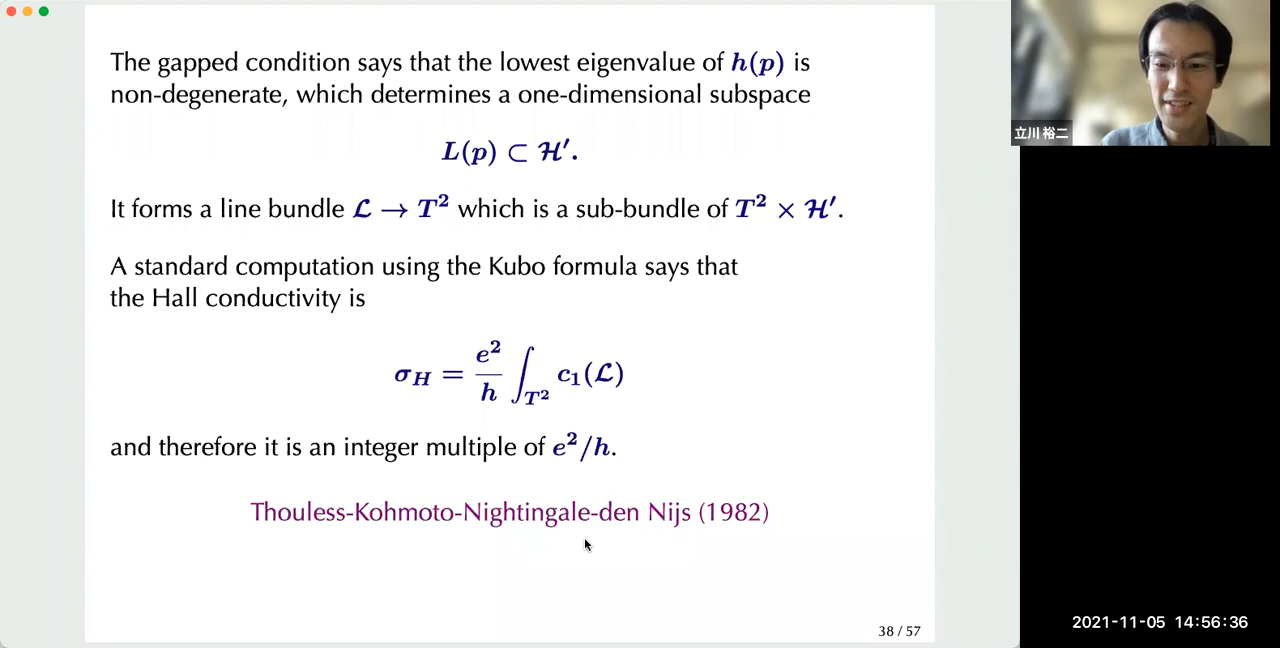 The gapped condition says that the lowest eigenvalue of h(p) is
non-degenerate, which determines a one-dimensional subspace
L(p) ⊂ ℋ′.
It forms a line bundle ℒ → T² which is a sub-bundle of T² × ℋ′.
A standard computation using the Kubo formula says that
the Hall conductivity is
σ_H = e²/h ∫_T² c₁(ℒ)
and therefore it is an integer multiple of e²/h.
Thouless-Kohmoto-Nightingale-den Nijs (1982)
38 / 57
立川 裕二
2021-11-05 14:56:36